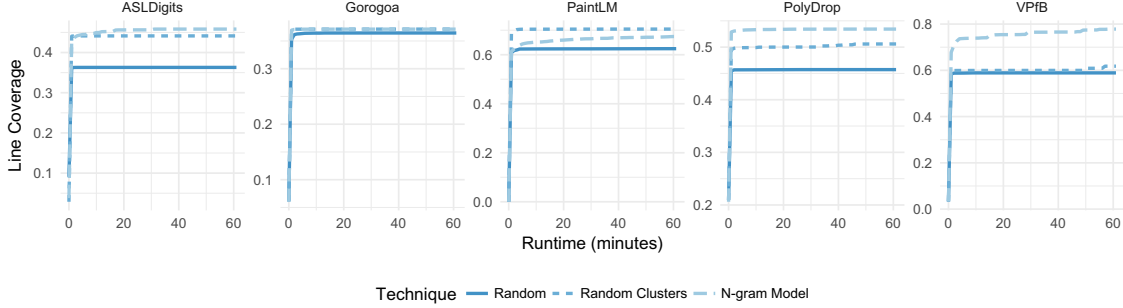 ASLDigits Gorogoa PaintLM PolyDrop VPfB
Line Coverage
0.4
0.3
0.2
0.1
0 20 40 60
0.3
0.2
0.1
0 20 40 60
0.6
0.4
0.2
0.0
0 20 40 60
0.5
0.4
0.3
0.2
0 20 40 60
0.8
0.6
0.4
0.2
0.0
0 20 40 60
Runtime (minutes)
Technique Random Random Clusters N-gram Model